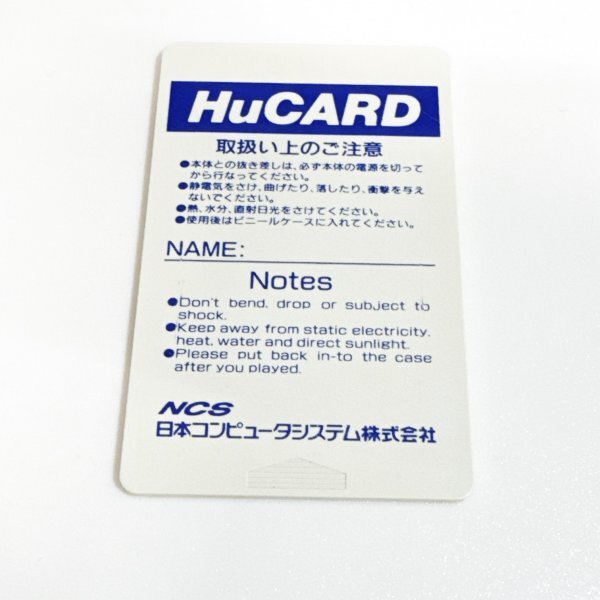 HuCARD
取扱い上のご注意
●本体との抜き差しは、必ず本体の電源を切って
から行なってください。
●静電気をさけ、曲げたり、落したり、衝撃を与え
ないでください。
●熱、水分、直射日光をさけてください。
●使用後はビニールケースに入れてください。
NAME:
Notes
●Don't bend, drop or subject to
shock.
●Keep away from static electricity,
heat, water and direct sunlight.
●Please put back in-to the case
after you played.
NCS
日本コンピュータシステム株式会社